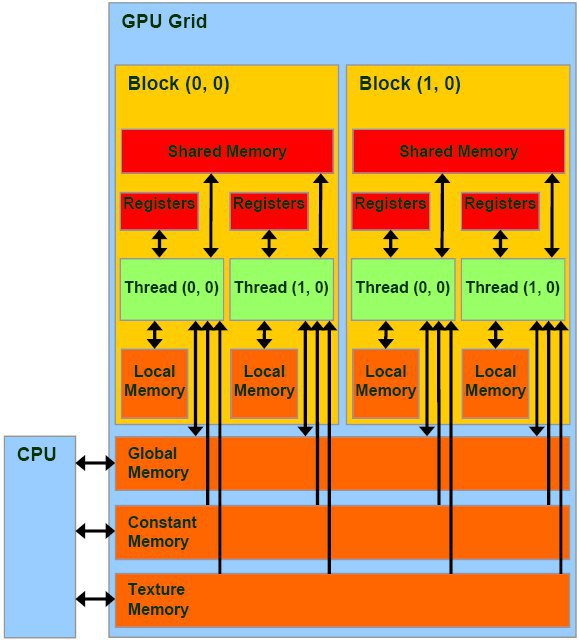 GPU Grid
Block (0, 0)
Block (1, 0)
Shared Memory
Shared Memory
Registers
Registers
Registers
Registers
Thread (0, 0)
Thread (1, 0)
Thread (0, 0)
Thread (1, 0)
Local
Memory
Local
Memory
Local
Memory
Local
Memory
CPU
Global
Memory
Constant
Memory
Texture
Memory